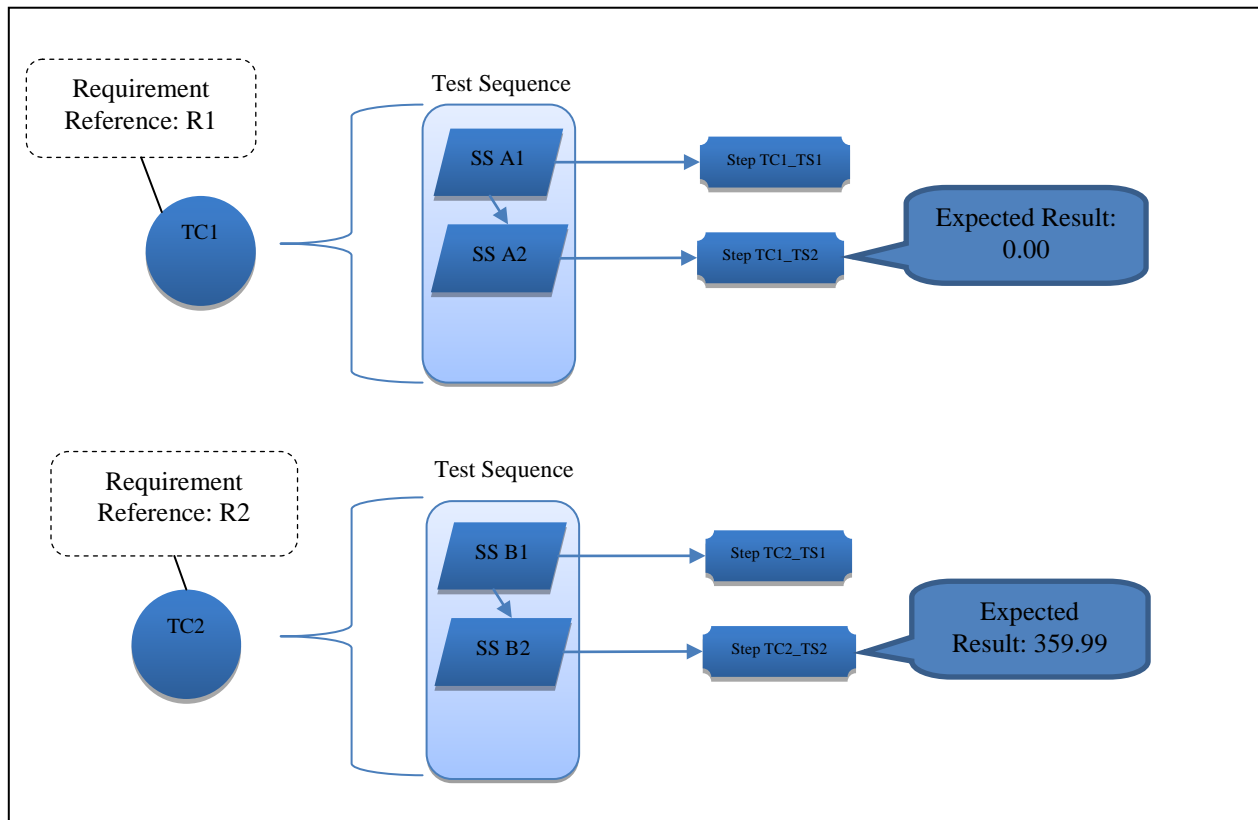 Requirement
Reference: R1
Test Sequence
SS A1
Step TC1_TS1
TC1
SS A2
Step TC1_TS2
Expected Result:
0.00
Requirement
Reference: R2
Test Sequence
SS B1
Step TC2_TS1
TC2
SS B2
Step TC2_TS2
Expected
Result: 359.99